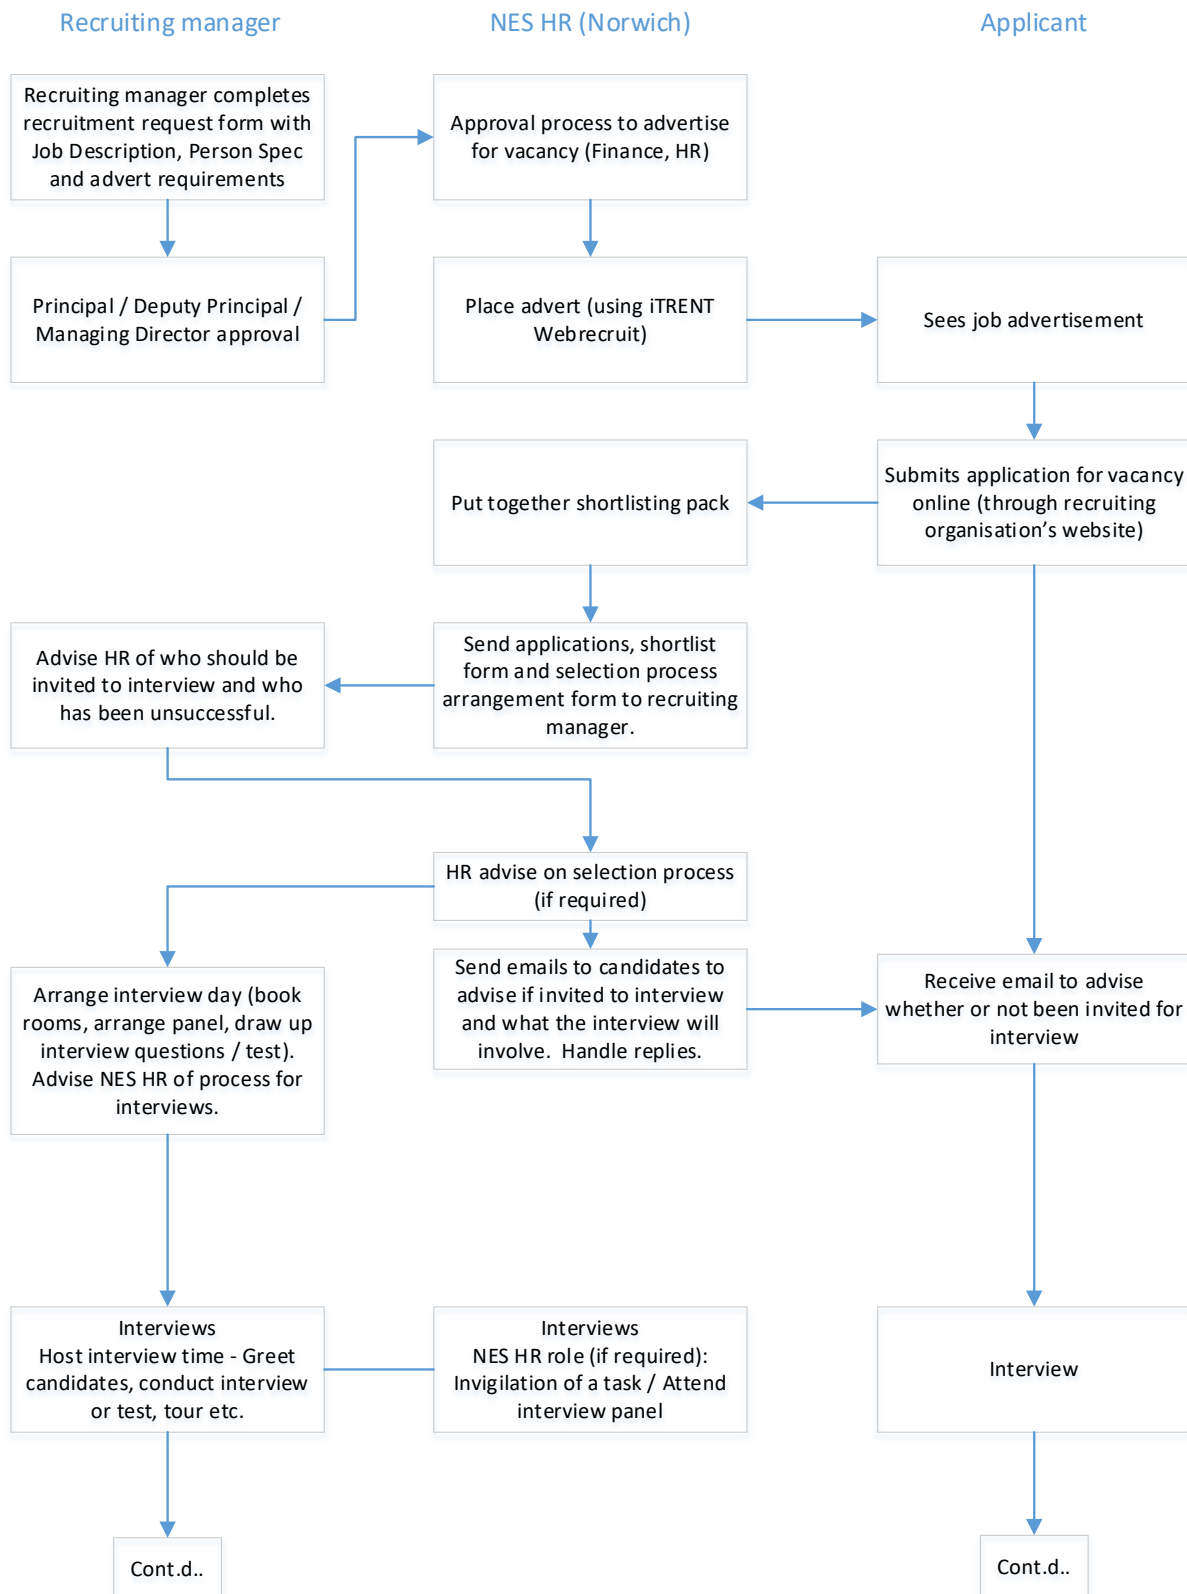 Recruiting manager
NES HR (Norwich)
Applicant
Recruiting manager completes
recruitment request form with
Job Description, Person Spec
and advert requirements
Approval process to advertise
for vacancy (Finance, HR)
Principal / Deputy Principal /
Managing Director approval
Place advert (using iTRENT
Webrecruit)
Sees job advertisement
Put together shortlisting pack
Submits application for vacancy
online (through recruiting
organisation’s website)
Advise HR of who should be
invited to interview and who
has been unsuccessful.
Send applications, shortlist
form and selection process
arrangement form to recruiting
manager.
HR advise on selection process
(if required)
Arrange interview day (book
rooms, arrange panel, draw up
interview questions / test).
Advise NES HR of process for
interviews.
Send emails to candidates to
advise if invited to interview
and what the interview will
involve.  Handle replies.
Receive email to advise
whether or not been invited for
interview
Interviews
Host interview time - Greet
candidates, conduct interview
or test, tour etc.
Interviews
NES HR role (if required):
Invigilation of a task / Attend
interview panel
Interview
Cont.d..
Cont.d..